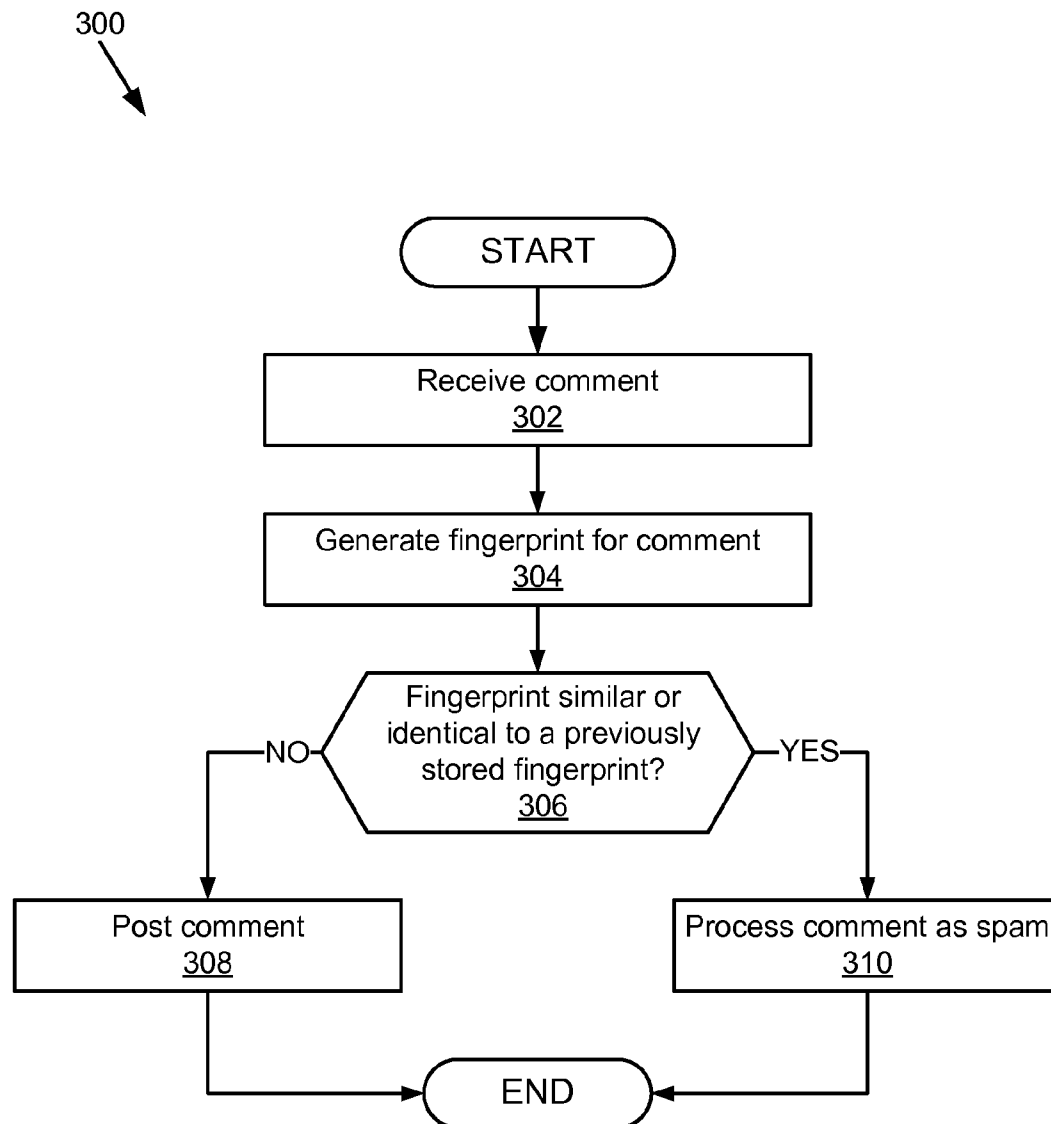 300
START
Receive comment
302
Generate fingerprint for comment
304
Fingerprint similar or
identical to a previously
stored fingerprint?
306
NO
YES
Post comment
308
Process comment as spam
310
END